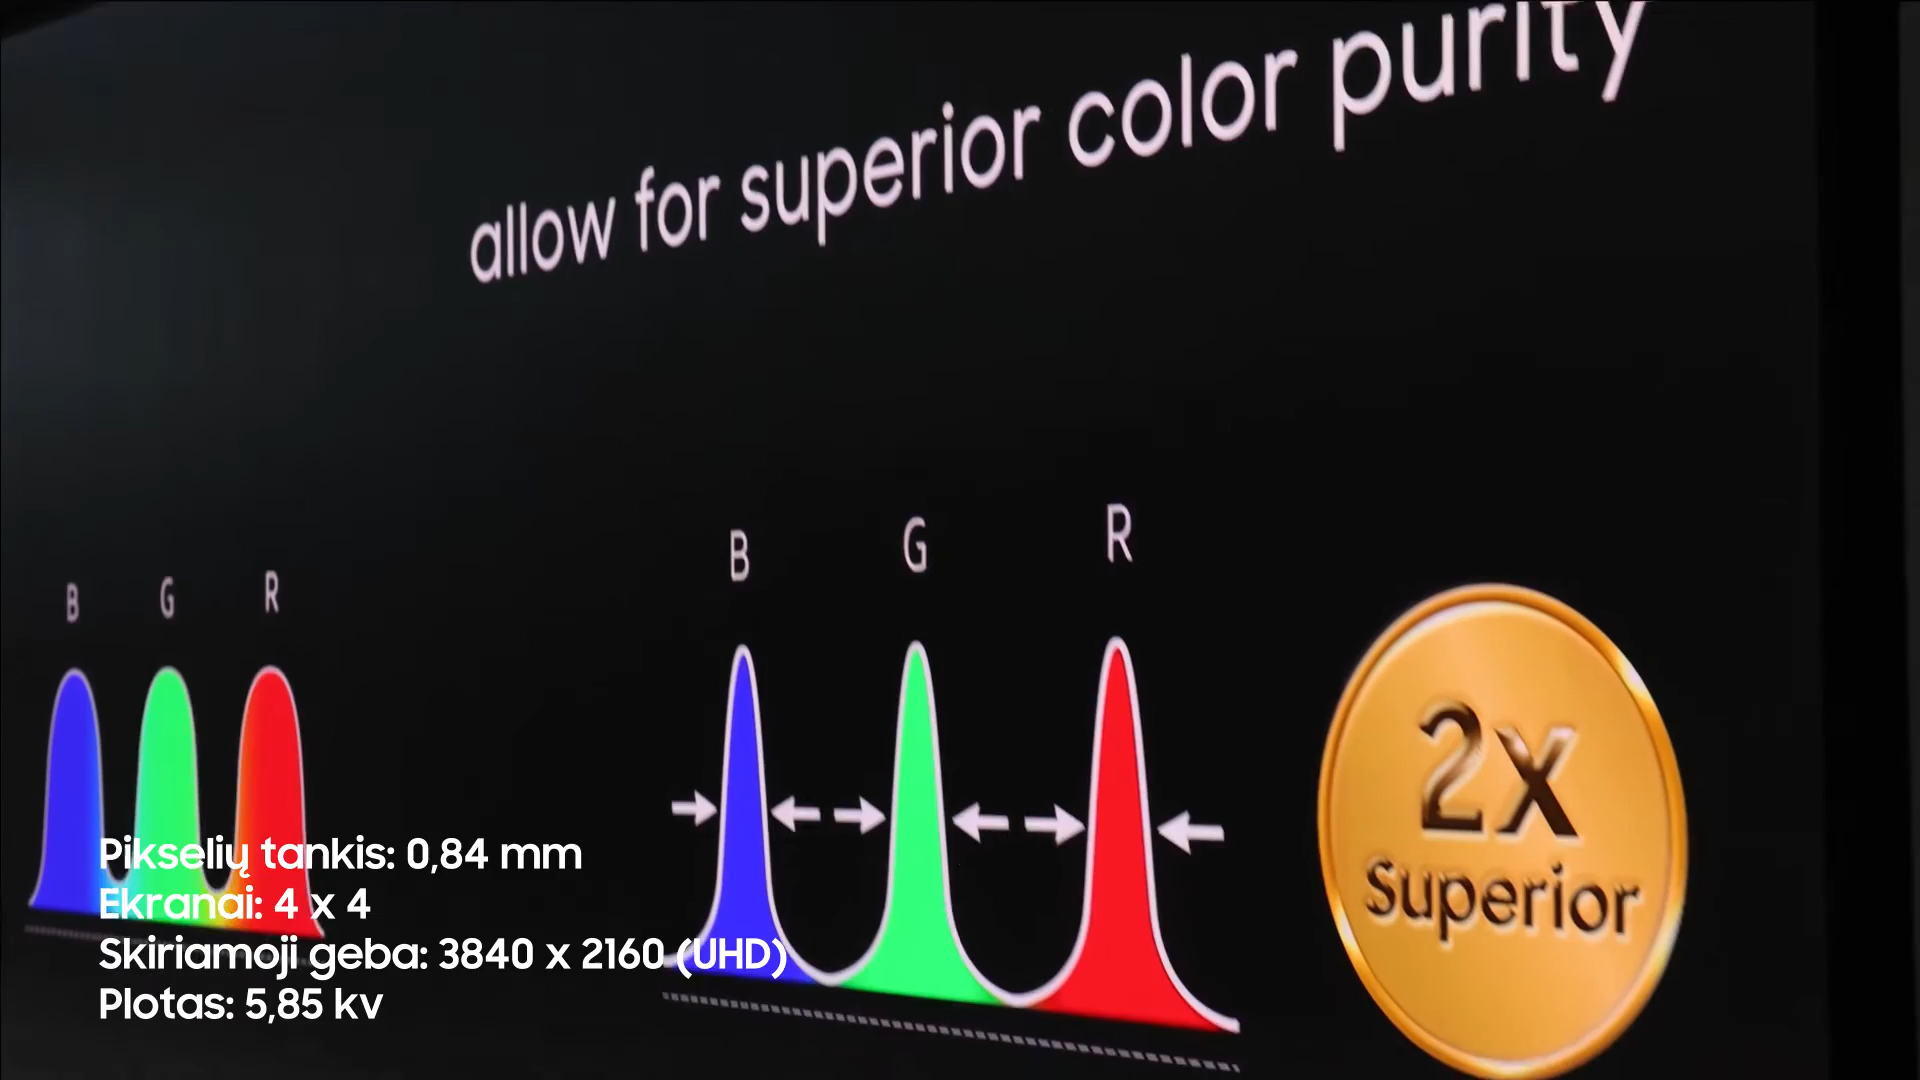 allow for superior color purity
B G R
B G R
2x
Superior
Pikselių tankis: 0,84 mm
Ekranai: 4 x 4
Skiriamoji geba: 3840 x 2160 (UHD)
Plotas: 5,85 kv